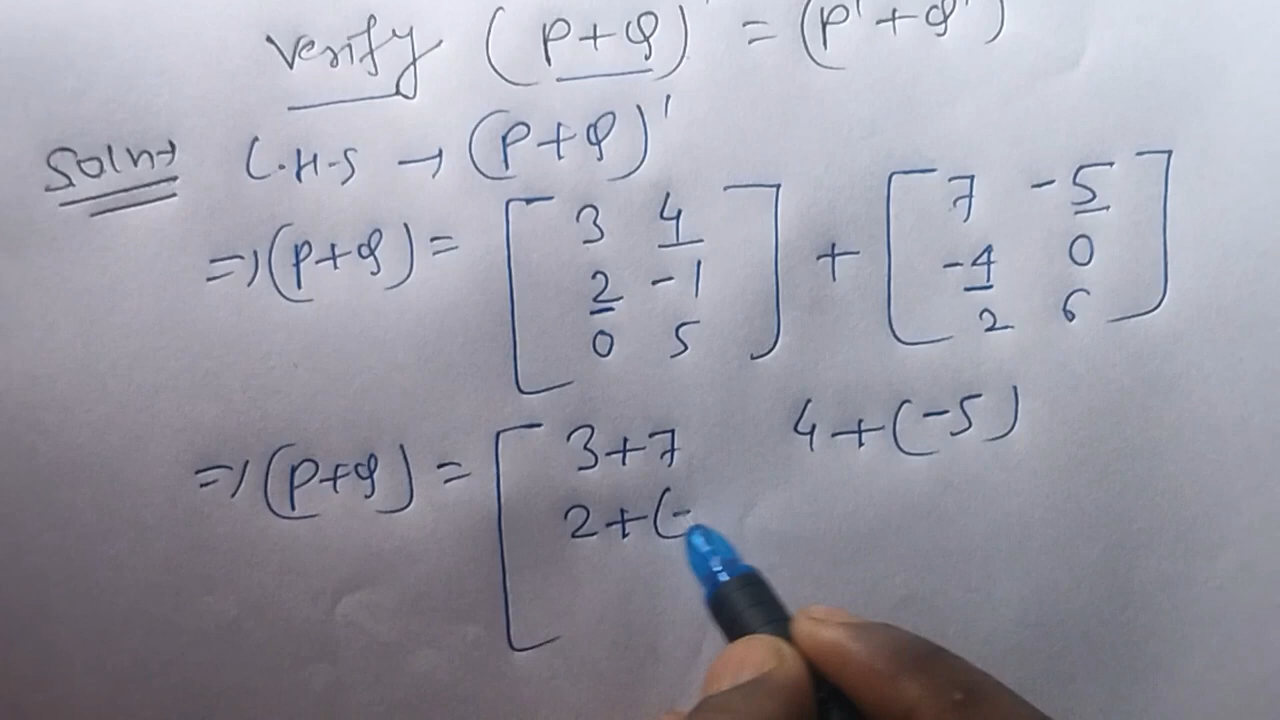 Verify (P+Q)' = (P'+Q')
Soln→ L.H.S → (P+Q)'
=>(P+Q) = [ 3 4 ] + [ 7 -5 ]
2 -1 -4 0
0 5 2 6
=>(P+Q) = [ 3+7 4+(-5)
2+(-